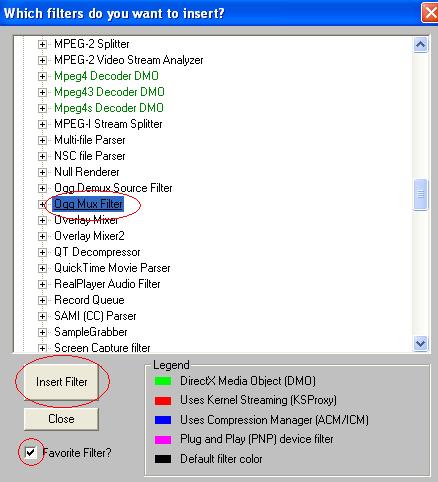 Which filters do you want to insert?
MPEG-2 Splitter
MPEG-2 Video Stream Analyzer
Mpeg4 Decoder DMO
Mpeg43 Decoder DMO
Mpeg4s Decoder DMO
MPEG-I Stream Splitter
Multi-file Parser
NSC file Parser
Null Renderer
Ogg Demux Source Filter
Ogg Mux Filter
Overlay Mixer
Overlay Mixer2
QT Decompressor
QuickTime Movie Parser
RealPlayer Audio Filter
Record Queue
SAMI (CC) Parser
SampleGrabber
Screen Capture filter
Insert Filter
Close
Favorite Filter?
Legend
DirectX Media Object (DMO)
Uses Kernel Streaming (KSProxy)
Uses Compression Manager (ACM/ICM)
Plug and Play (PNP) device filter
Default filter color